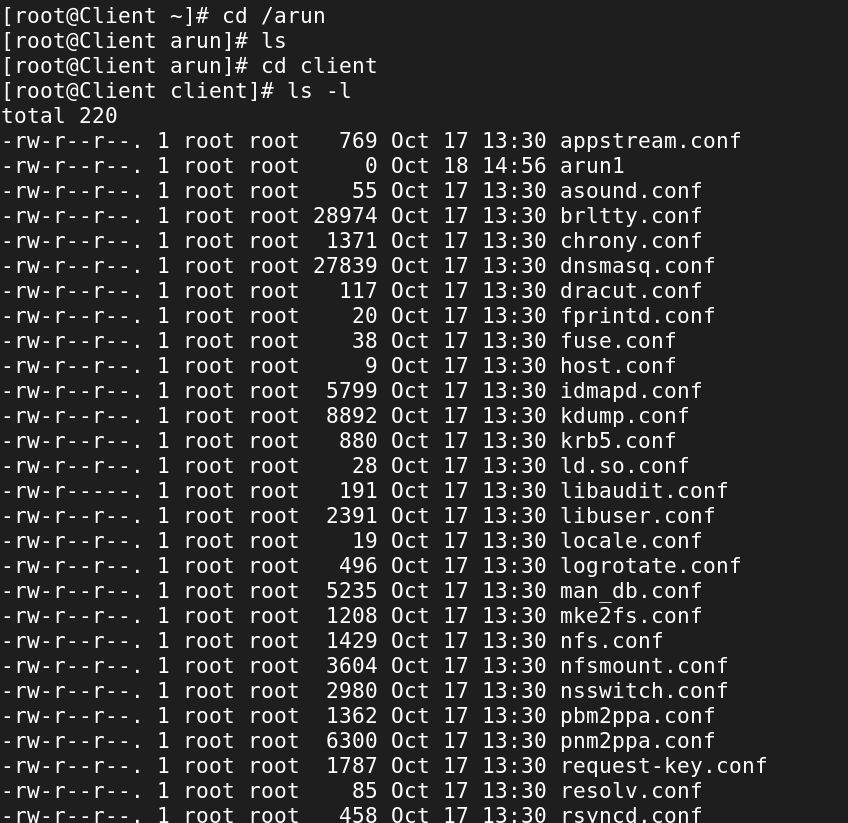 [root@Client ~]# cd /arun
[root@Client arun]# ls
[root@Client arun]# cd client
[root@Client client]# ls -l
total 220
-rw-r--r--. 1 root root   769 Oct 17 13:30 appstream.conf
-rw-r--r--. 1 root root     0 Oct 18 14:56 arun1
-rw-r--r--. 1 root root    55 Oct 17 13:30 asound.conf
-rw-r--r--. 1 root root 28974 Oct 17 13:30 brltty.conf
-rw-r--r--. 1 root root  1371 Oct 17 13:30 chrony.conf
-rw-r--r--. 1 root root 27839 Oct 17 13:30 dnsmasq.conf
-rw-r--r--. 1 root root   117 Oct 17 13:30 dracut.conf
-rw-r--r--. 1 root root    20 Oct 17 13:30 fprintd.conf
-rw-r--r--. 1 root root    38 Oct 17 13:30 fuse.conf
-rw-r--r--. 1 root root     9 Oct 17 13:30 host.conf
-rw-r--r--. 1 root root  5799 Oct 17 13:30 idmapd.conf
-rw-r--r--. 1 root root  8892 Oct 17 13:30 kdump.conf
-rw-r--r--. 1 root root   880 Oct 17 13:30 krb5.conf
-rw-r--r--. 1 root root    28 Oct 17 13:30 ld.so.conf
-rw-r-----. 1 root root   191 Oct 17 13:30 libaudit.conf
-rw-r--r--. 1 root root  2391 Oct 17 13:30 libuser.conf
-rw-r--r--. 1 root root    19 Oct 17 13:30 locale.conf
-rw-r--r--. 1 root root   496 Oct 17 13:30 logrotate.conf
-rw-r--r--. 1 root root  5235 Oct 17 13:30 man_db.conf
-rw-r--r--. 1 root root  1208 Oct 17 13:30 mke2fs.conf
-rw-r--r--. 1 root root  1429 Oct 17 13:30 nfs.conf
-rw-r--r--. 1 root root  3604 Oct 17 13:30 nfsmount.conf
-rw-r--r--. 1 root root  2980 Oct 17 13:30 nsswitch.conf
-rw-r--r--. 1 root root  1362 Oct 17 13:30 pbm2ppa.conf
-rw-r--r--. 1 root root  6300 Oct 17 13:30 pnm2ppa.conf
-rw-r--r--. 1 root root  1787 Oct 17 13:30 request-key.conf
-rw-r--r--. 1 root root    85 Oct 17 13:30 resolv.conf
-rw-r--r--. 1 root root   458 Oct 17 13:30 rsyncd.conf